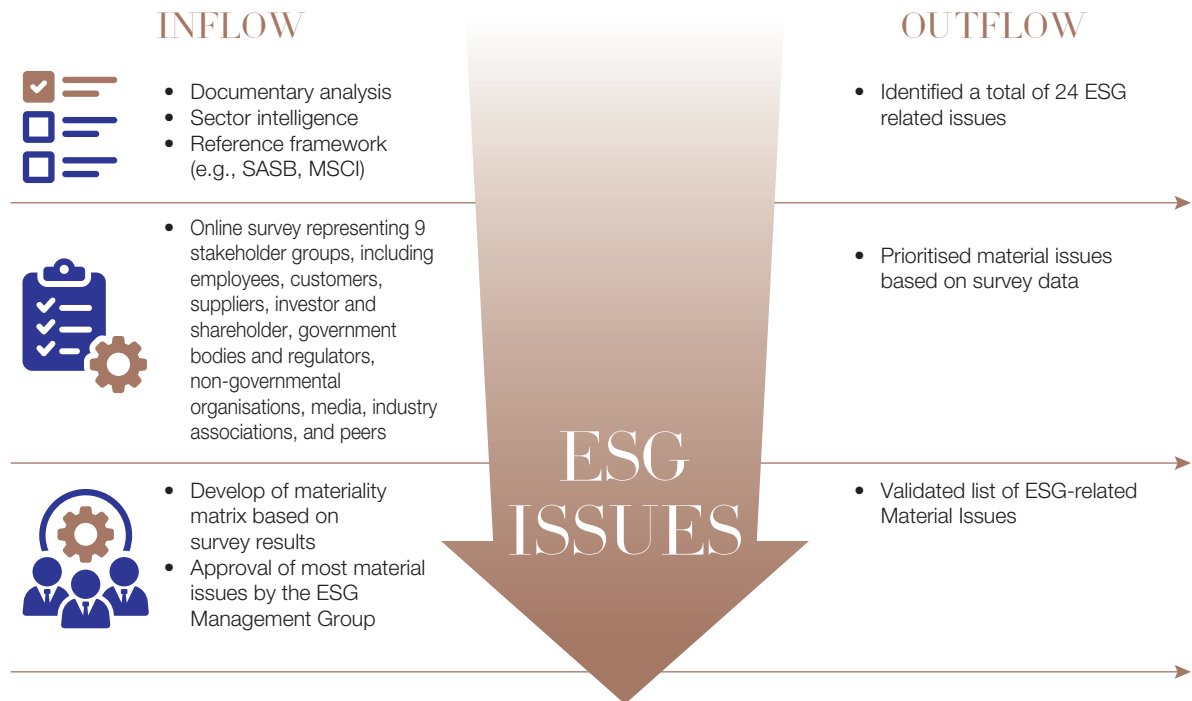 INFLOW
OUTFLOW
• Documentary analysis
• Sector intelligence
• Reference framework
(e.g., SASB, MSCI)
• Identified a total of 24 ESG
related issues
• Online survey representing 9
stakeholder groups, including
employees, customers,
suppliers, investor and
shareholder, government
bodies and regulators,
non-governmental
organisations, media, industry
associations, and peers
• Prioritised material issues
based on survey data
ESG
ISSUES
• Develop of materiality
matrix based on
survey results
• Approval of most material
issues by the ESG
Management Group
• Validated list of ESG-related
Material Issues